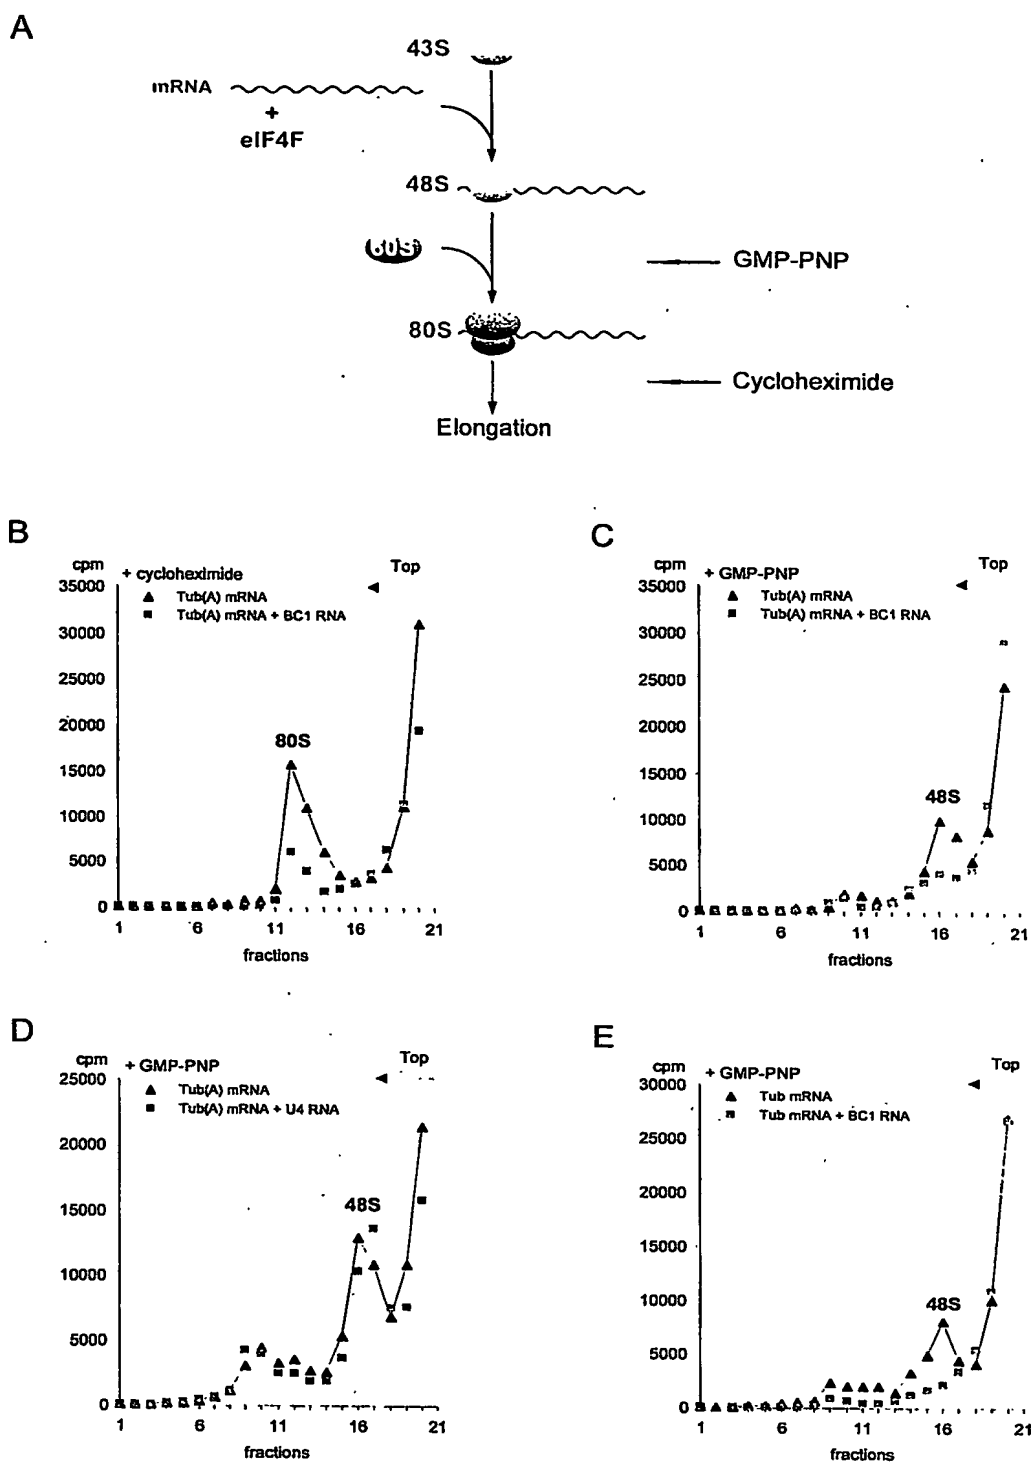 A
43S
mRNA
+
eIF4F
48S
60S
GMP-PNP
80S
Cycloheximide
Elongation
B
cpm
+ cycloheximide
Top
35000
Tub(A) mRNA
Tub(A) mRNA + BC1 RNA
30000
25000
20000
80S
15000
10000
5000
0
1 6 11 16 21
fractions
C
cpm
+ GMP-PNP
Top
35000
Tub(A) mRNA
Tub(A) mRNA + BC1 RNA
30000
25000
20000
15000
48S
10000
5000
0
1 6 11 16 21
fractions
D
cpm
+ GMP-PNP
Top
25000
Tub(A) mRNA
Tub(A) mRNA + U4 RNA
20000
15000
48S
10000
5000
0
1 6 11 16 21
fractions
E
cpm
+ GMP-PNP
Top
30000
Tub mRNA
Tub mRNA + BC1 RNA
25000
20000
15000
10000
48S
5000
0
1 6 11 16 21
fractions